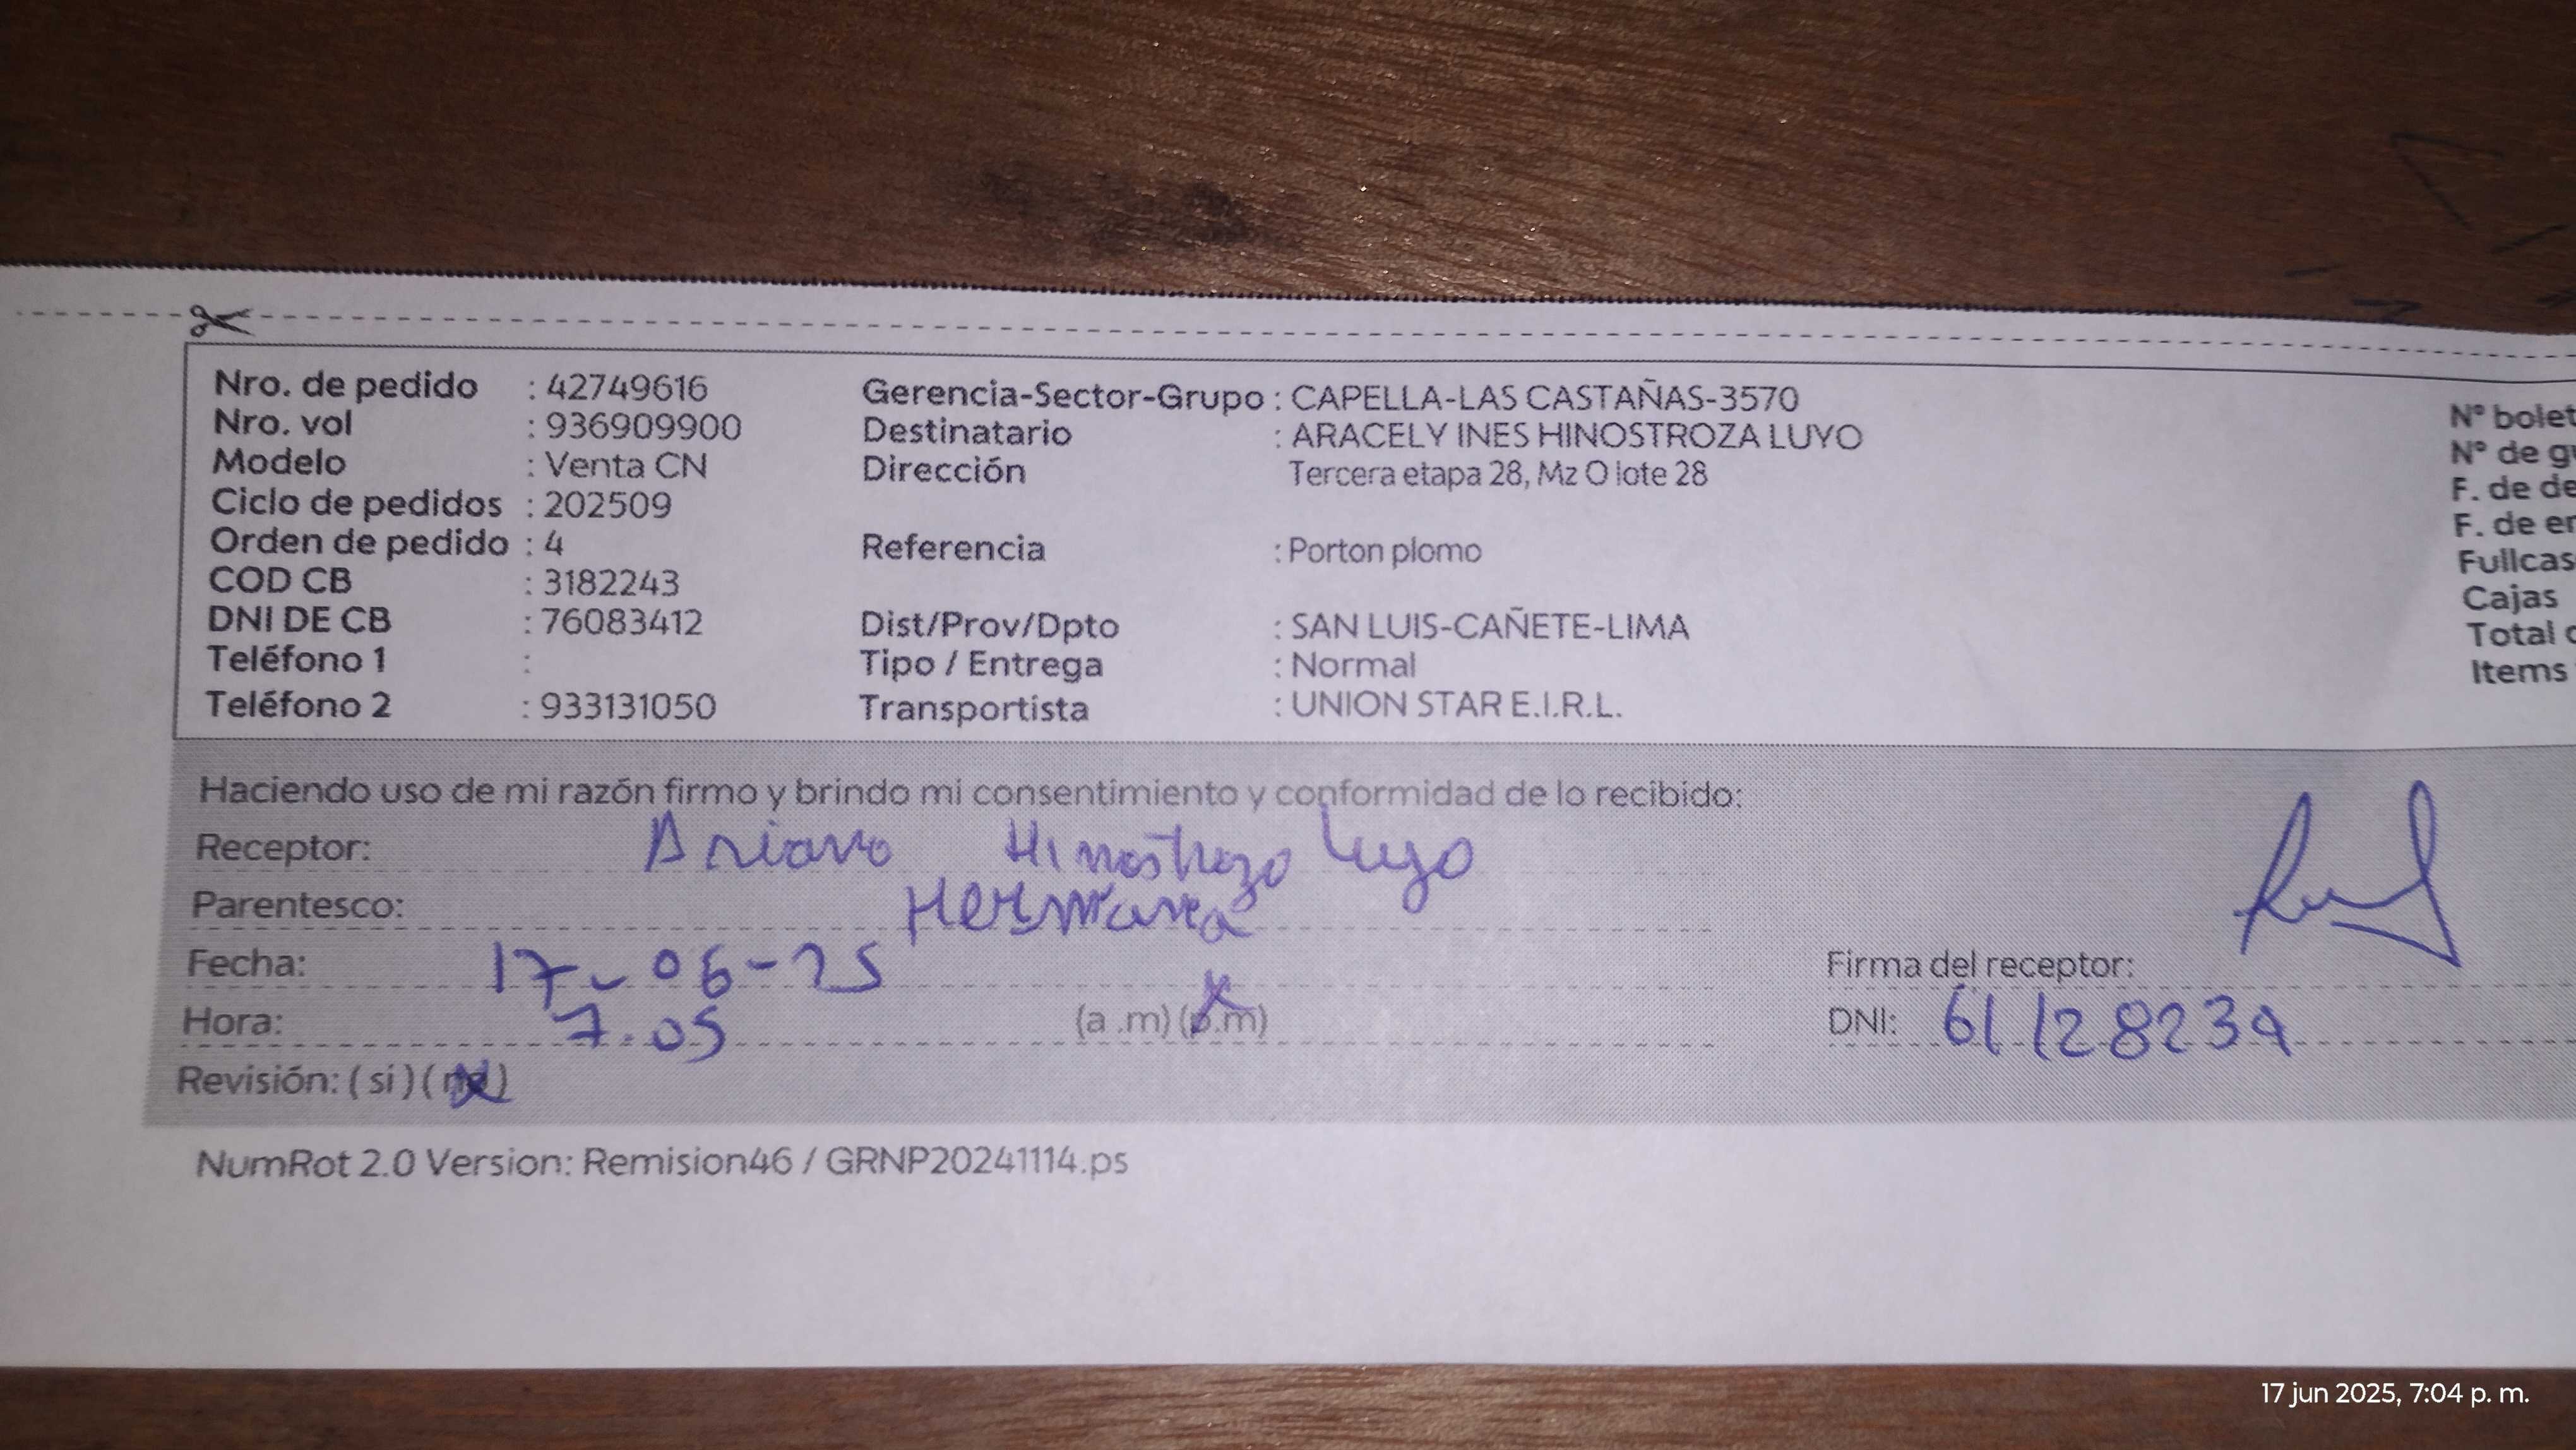 Nro. de pedido : 42749616 Gerencia-Sector-Grupo : CAPELLA-LAS CASTAÑAS-3570
Nro. vol : 936909900 Destinatario : ARACELY INES HINOSTROZA LUYO N° bolet
Modelo : Venta CN Dirección Tercera etapa 28, Mz O lote 28 N° de gu
Ciclo de pedidos : 202509 F. de de
Orden de pedido : 4 Referencia : Porton plomo F. de en
COD CB : 3182243 Fullcas
DNI DE CB : 76083412 Dist/Prov/Dpto : SAN LUIS-CAÑETE-LIMA Cajas
Teléfono 1 : Tipo / Entrega : Normal Total
Teléfono 2 : 933131050 Transportista : UNION STAR E.I.R.L. Items
Haciendo uso de mi razón firmo y brindo mi consentimiento y conformidad de lo recibido:
Receptor: Ariana Hinostroza Luyo
Parentesco: Hermana
Fecha: 17-06-25 Firma del receptor:
Hora: 7.05 (a .m) (p.m) DNI: 61128239
Revisión: ( si ) ( no )
NumRot 2.0 Version: Remision46 / GRNP20241114.ps
17 jun 2025, 7:04 p. m.